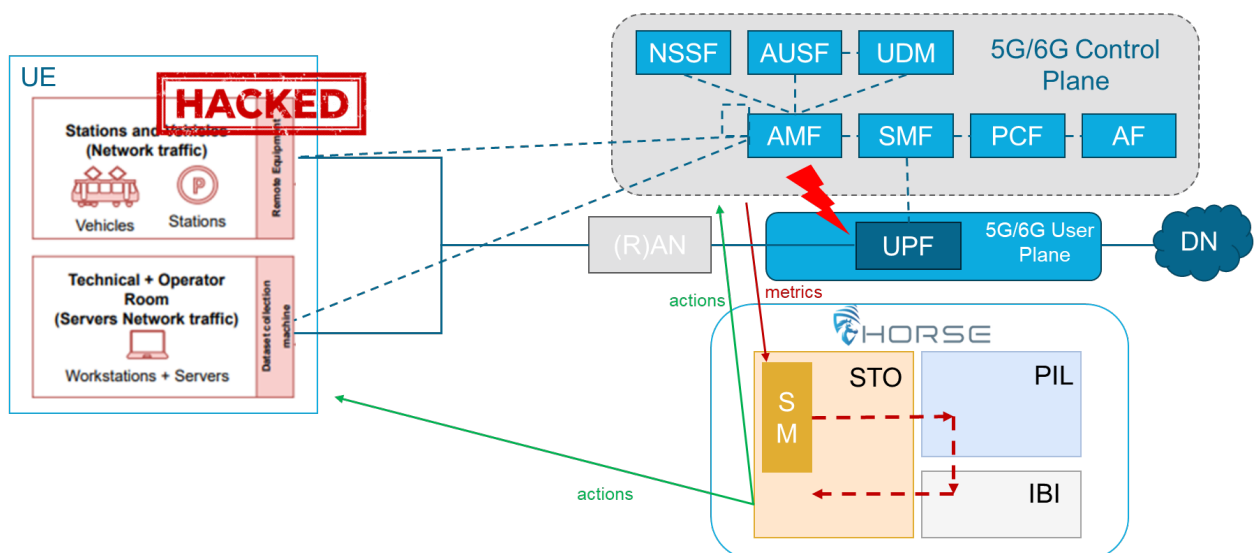 UE
HACKED
Stations and Vehicles
(Network traffic)
Vehicles
P
Stations
Remote Equipment
Technical + Operator
Room
(Servers Network traffic)
Workstations + Servers
Dataset collection
machine
NSSF
AUSF
UDM
5G/6G Control
Plane
AMF
SMF
PCF
AF
(R)AN
UPF
5G/6G User
Plane
DN
actions
metrics
HORSE
S
M
STO
PIL
IBI
actions